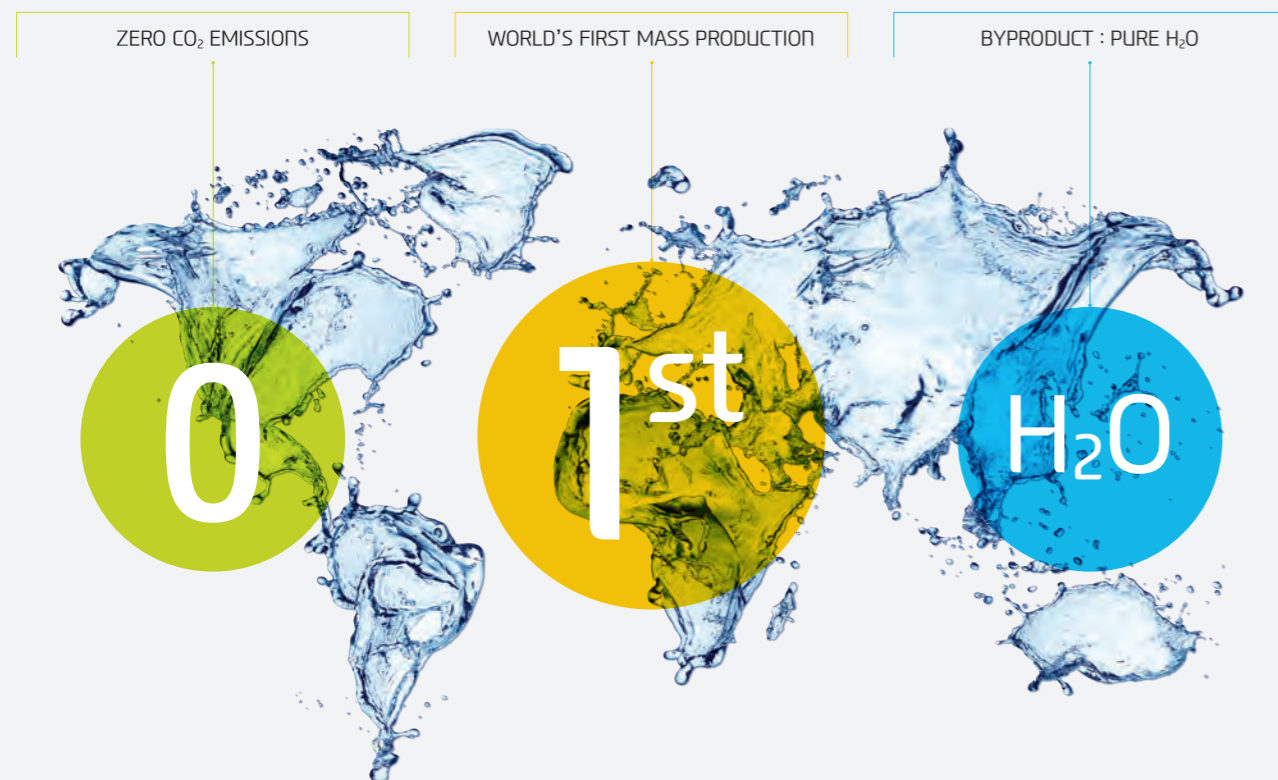 ZERO CO₂ EMISSIONS
WORLD'S FIRST MASS PRODUCTION
BYPRODUCT : PURE H₂O
0
1st
H₂O